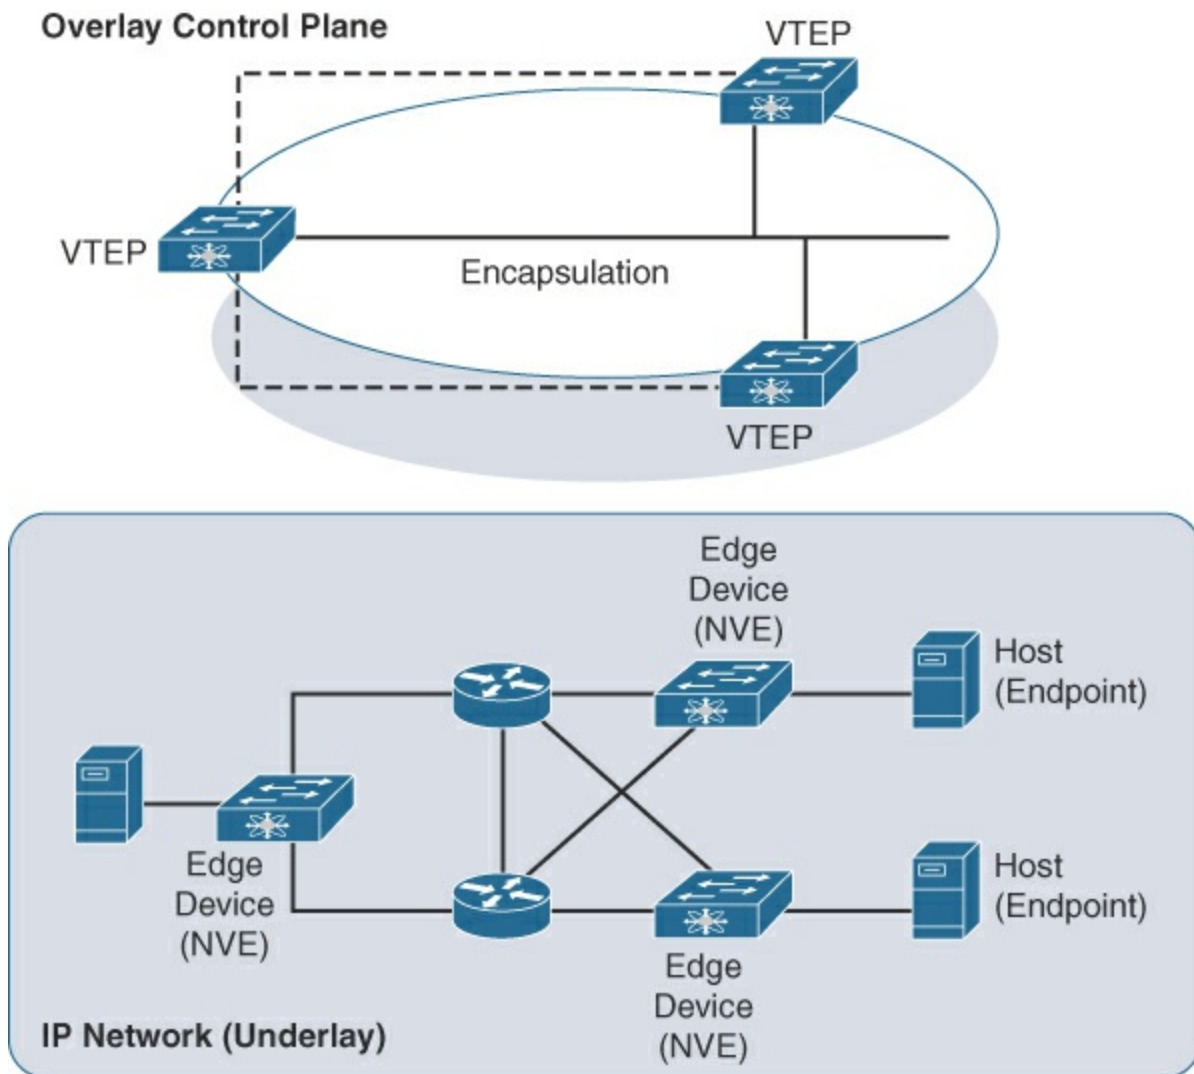 Overlay Control Plane
VTEP
VTEP
Encapsulation
VTEP
Edge
Device
(NVE)
Host
(Endpoint)
Edge
Device
(NVE)
Host
(Endpoint)
Edge
Device
(NVE)
IP Network (Underlay)